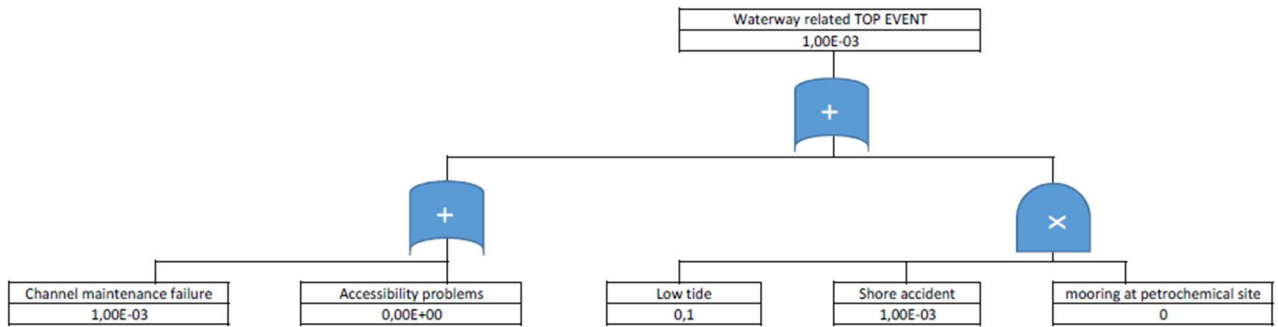 Waterway related TOP EVENT
1,00E-03
+
+
×
Channel maintenance failure
1,00E-03
Accessibility problems
0,00E+00
Low tide
0,1
Shore accident
1,00E-03
mooring at petrochemical site
0